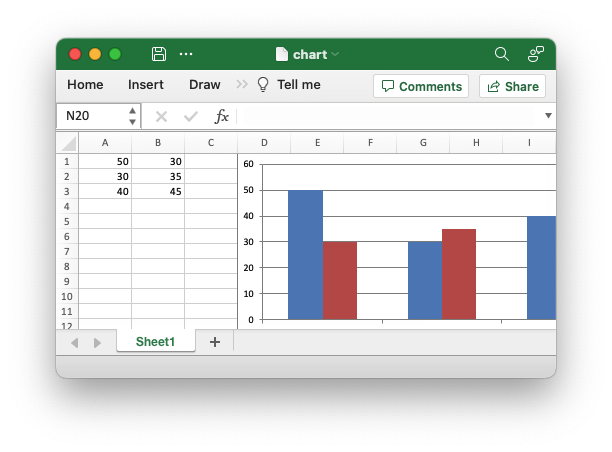 chart
Home Insert Draw Tell me Comments Share
N20 fx
A B C D E F G H I
1 50 30
2 30 35
3 40 45
4
5
6
7
8
9
10
11
12
60
50
40
30
20
10
0
Sheet1 +